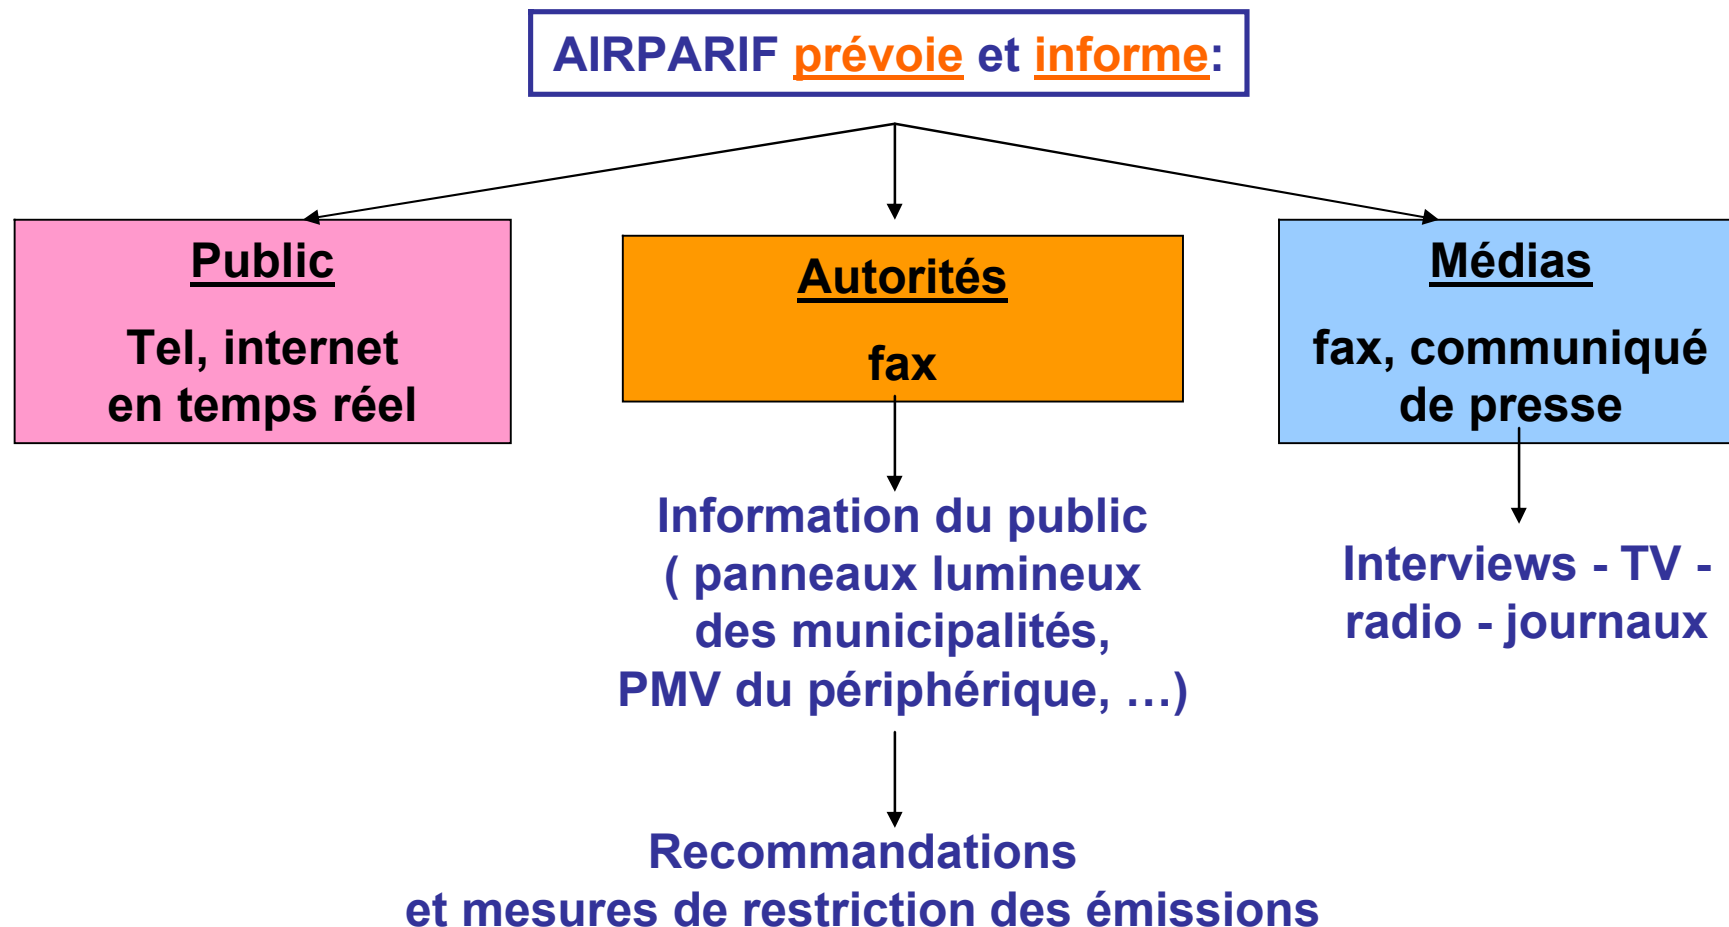 AIRPARIF prévoie et informe:
Public
Tel, internet
en temps réel
Autorités
fax
Médias
fax, communiqué
de presse
Information du public
( panneaux lumineux
des municipalités,
PMV du périphérique, …)
Interviews - TV -
radio - journaux
Recommandations
et mesures de restriction des émissions